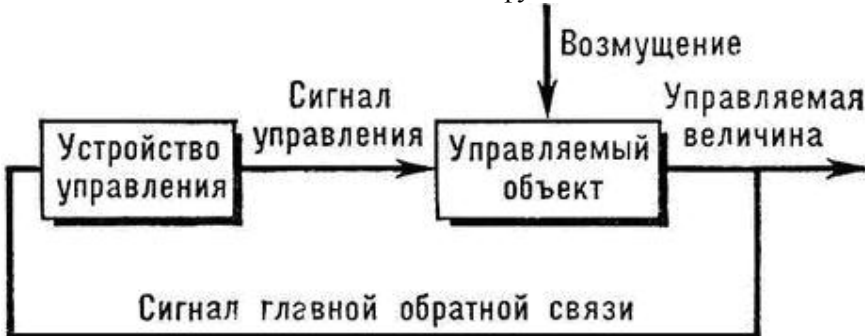 Возмущение
Сигнал
управления
Управляемая
величина
Устройство
управления
Управляемый
объект
Сигнал главной обратной связи